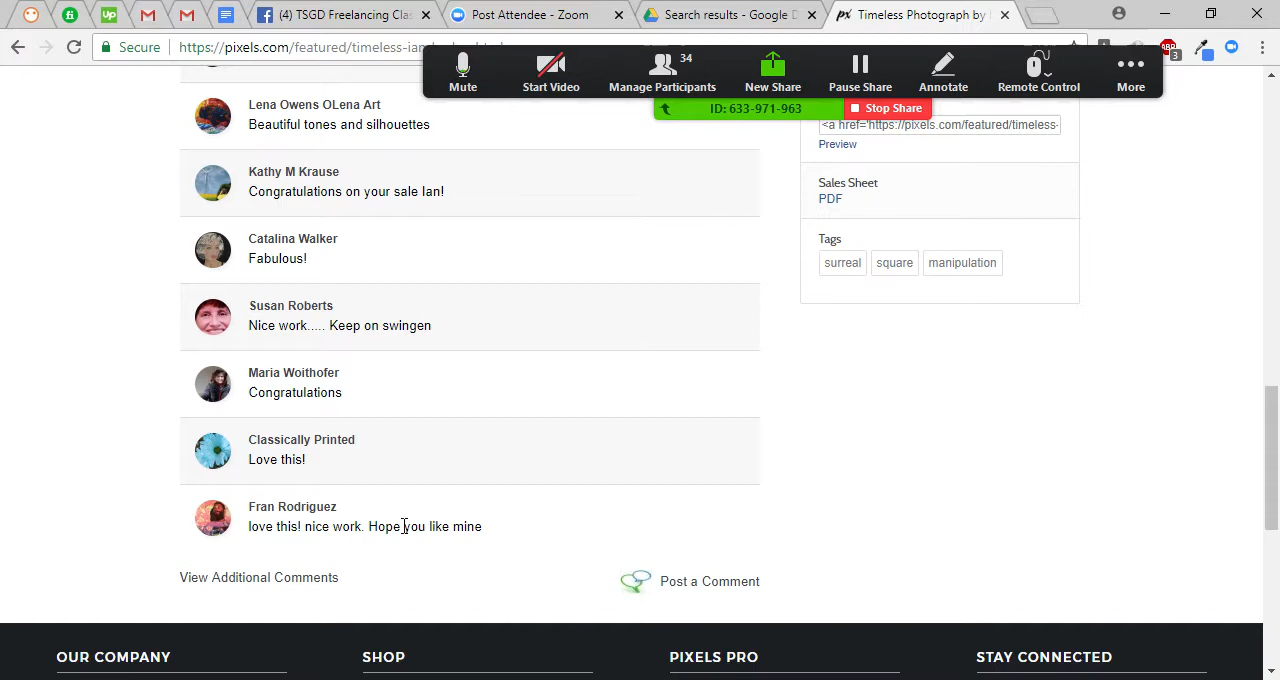 (4) TSGD Freelancing Clas
Post Attendee - Zoom
Search results - Google D
Timeless Photograph by
Secure
https://pixels.com/featured/timeless-ian
Mute
Start Video
34
Manage Participants
New Share
Pause Share
Annotate
Remote Control
More
ID: 633-971-963
Stop Share
Lena Owens OLena Art
Beautiful tones and silhouettes
Kathy M Krause
Congratulations on your sale Ian!
Catalina Walker
Fabulous!
Susan Roberts
Nice work..... Keep on swingen
Maria Woithofer
Congratulations
Classically Printed
Love this!
Fran Rodriguez
love this! nice work. Hope you like mine
View Additional Comments
Post a Comment
<a href='https://pixels.com/featured/timeless-
Preview
Sales Sheet
PDF
Tags
surreal
square
manipulation
OUR COMPANY
SHOP
PIXELS PRO
STAY CONNECTED